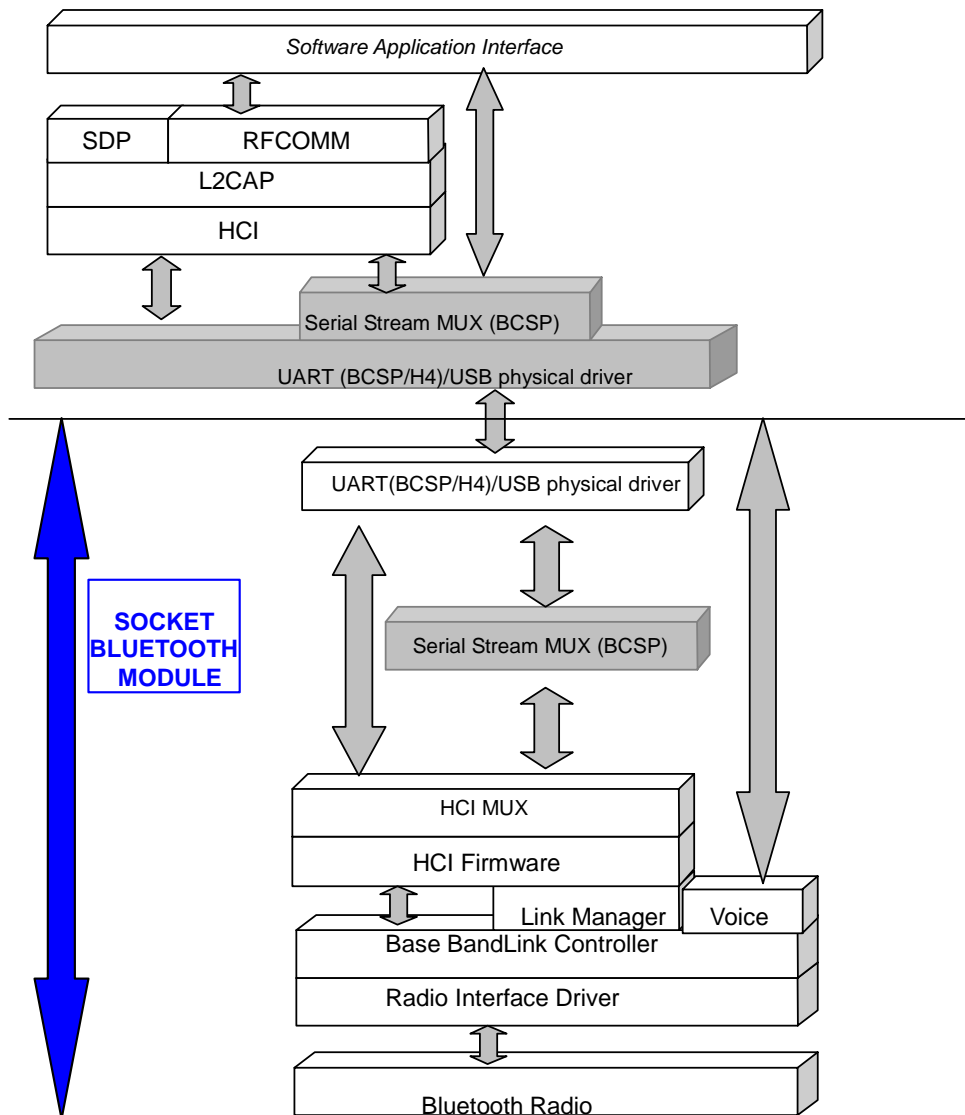 Software Application Interface
SDP
RFCOMM
L2CAP
HCI
Serial Stream MUX (BCSP)
UART (BCSP/H4)/USB physical driver
UART(BCSP/H4)/USB physical driver
SOCKET
BLUETOOTH
MODULE
Serial Stream MUX (BCSP)
HCI MUX
HCI Firmware
Link Manager
Voice
Base BandLink Controller
Radio Interface Driver
Bluetooth Radio